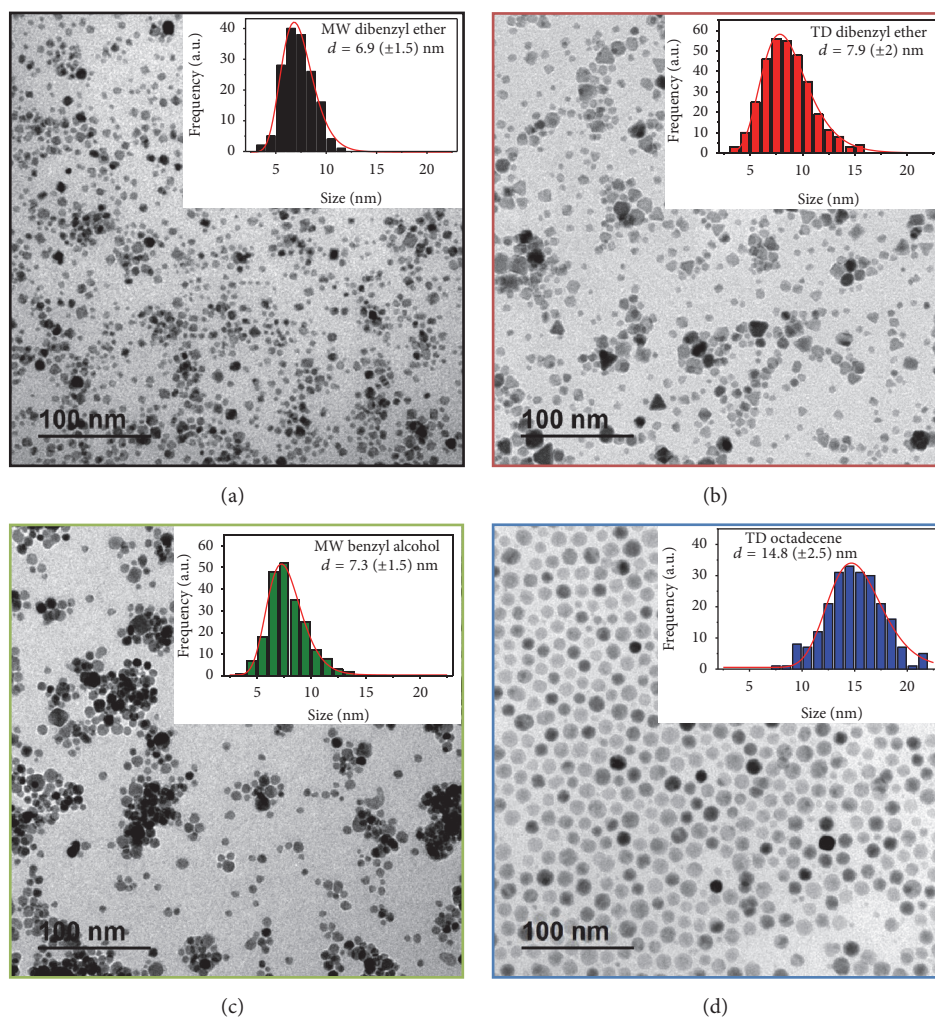 MW dibenzyl ether
d = 6.9 (±1.5) nm
Frequency (a.u.)
40
30
20
10
0
5
10
15
20
Size (nm)
100 nm
(a)
TD dibenzyl ether
d = 7.9 (±2) nm
Frequency (a.u.)
60
50
40
30
20
10
0
5
10
15
20
Size (nm)
100 nm
(b)
MW benzyl alcohol
d = 7.3 (±1.5) nm
Frequency (a.u.)
60
50
40
30
20
10
0
5
10
15
20
Size (nm)
100 nm
(c)
TD octadecene
d = 14.8 (±2.5) nm
Frequency (a.u.)
40
30
20
10
0
5
10
15
20
Size (nm)
100 nm
(d)